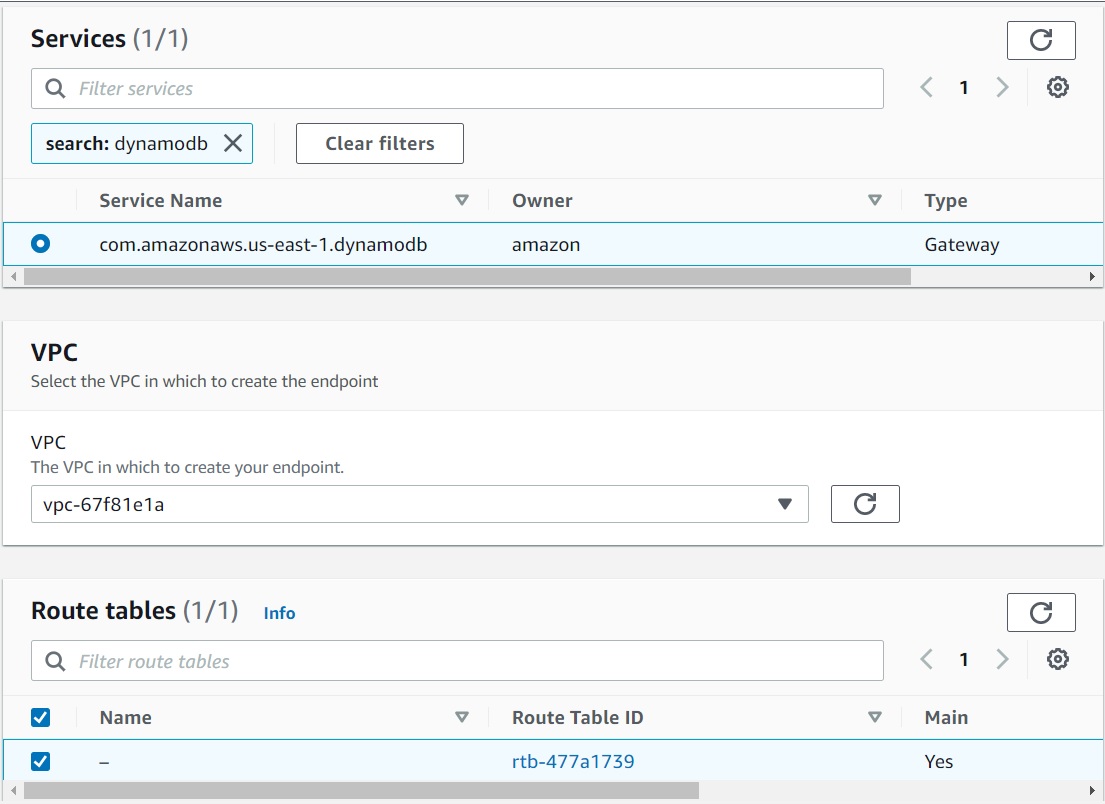 Services (1/1)
Filter services
1
search: dynamodb
Clear filters
Service Name Owner Type
com.amazonaws.us-east-1.dynamodb amazon Gateway
VPC
Select the VPC in which to create the endpoint
VPC
The VPC in which to create your endpoint.
vpc-67f81e1a
Route tables (1/1) Info
Filter route tables
1
Name Route Table ID Main
– rtb-477a1739 Yes